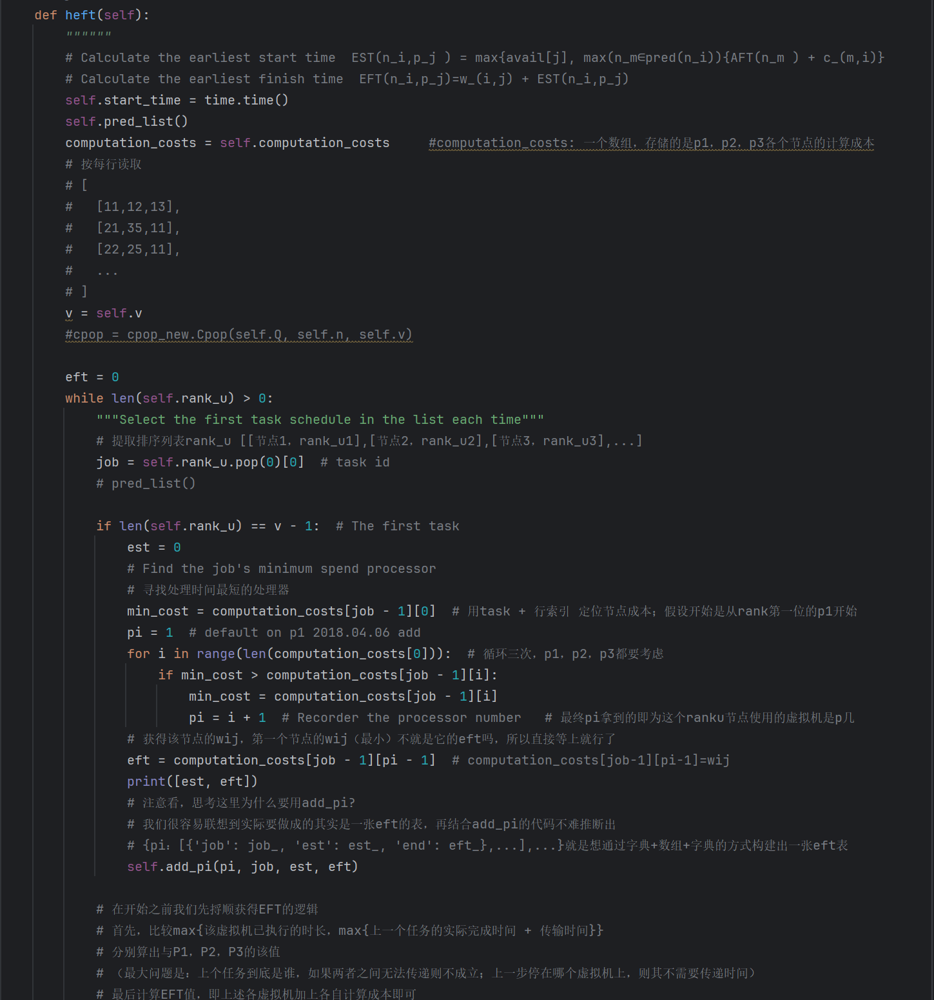 def heft(self):
    """"""
    # Calculate the earliest start time  EST(n_i,p_j ) = max{avail[j], max(n_m∈pred(n_i)){AFT(n_m ) + c_(m,i)}
    # Calculate the earliest finish time  EFT(n_i,p_j)=w_(i,j) + EST(n_i,p_j)
    self.start_time = time.time()
    self.pred_list()
    computation_costs = self.computation_costs     #computation_costs: 一个数组，存储的是p1，p2，p3各个节点的计算成本
    # 按每行读取
    # [
    #   [11,12,13],
    #   [21,35,11],
    #   [22,25,11],
    #   ...
    # ]
    v = self.v
    #cpop = cpop_new.Cpop(self.Q, self.n, self.v)
    eft = 0
    while len(self.rank_u) > 0:
        """Select the first task schedule in the list each time"""
        # 提取排序列表rank_u [[节点1，rank_u1],[节点2，rank_u2],[节点3，rank_u3],...]
        job = self.rank_u.pop(0)[0]  # task id
        # pred_list()
        if len(self.rank_u) == v - 1:  # The first task
            est = 0
            # Find the job's minimum spend processor
            # 寻找处理时间最短的处理器
            min_cost = computation_costs[job - 1][0]  # 用task + 行索引 定位节点成本；假设开始是从rank第一位的p1开始
            pi = 1  # default on p1 2018.04.06 add
            for i in range(len(computation_costs[0])):  # 循环三次，p1，p2，p3都要考虑
                if min_cost > computation_costs[job - 1][i]:
                    min_cost = computation_costs[job - 1][i]
                    pi = i + 1  # Recorder the processor number   # 最终pi拿到的即为这个ranku节点使用的虚拟机是p几
            # 获得该节点的wij，第一个节点的wij（最小）不就是它的eft吗，所以直接等上就行了
            eft = computation_costs[job - 1][pi - 1]  # computation_costs[job-1][pi-1]=wij
            print([est, eft])
            # 注意看，思考这里为什么要用add_pi?
            # 我们很容易联想到实际要做成的其实是一张eft的表，再结合add_pi的代码不难推断出
            # {pi：[{'job': job_, 'est': est_, 'end': eft_},...],...}就是想通过字典+数组+字典的方式构建出一张eft表
            self.add_pi(pi, job, est, eft)
        # 在开始之前我们先捋顺获得EFT的逻辑
        # 首先，比较max{该虚拟机已执行的时长，max{上一个任务的实际完成时间 + 传输时间}}
        # 分别算出与P1，P2，P3的该值
        # （最大问题是：上个任务到底是谁，如果两者之间无法传递则不成立；上一步停在哪个虚拟机上，则其不需要传递时间）
        # 最后计算EFT值，即上述各虚拟机加上各自计算成本即可